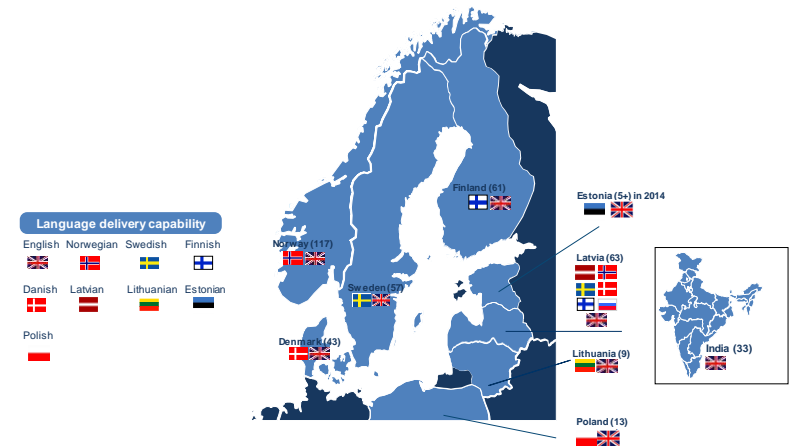 Finland (61)
Estonia (5+) in 2014
Language delivery capability
English Norwegian Swedish Finnish
Norway (117)
Latvia (63)
Sweden (57)
Danish Latvian Lithuanian Estonian
Polish
Denmark (43)
India (33)
Lithuania (9)
Poland (13)